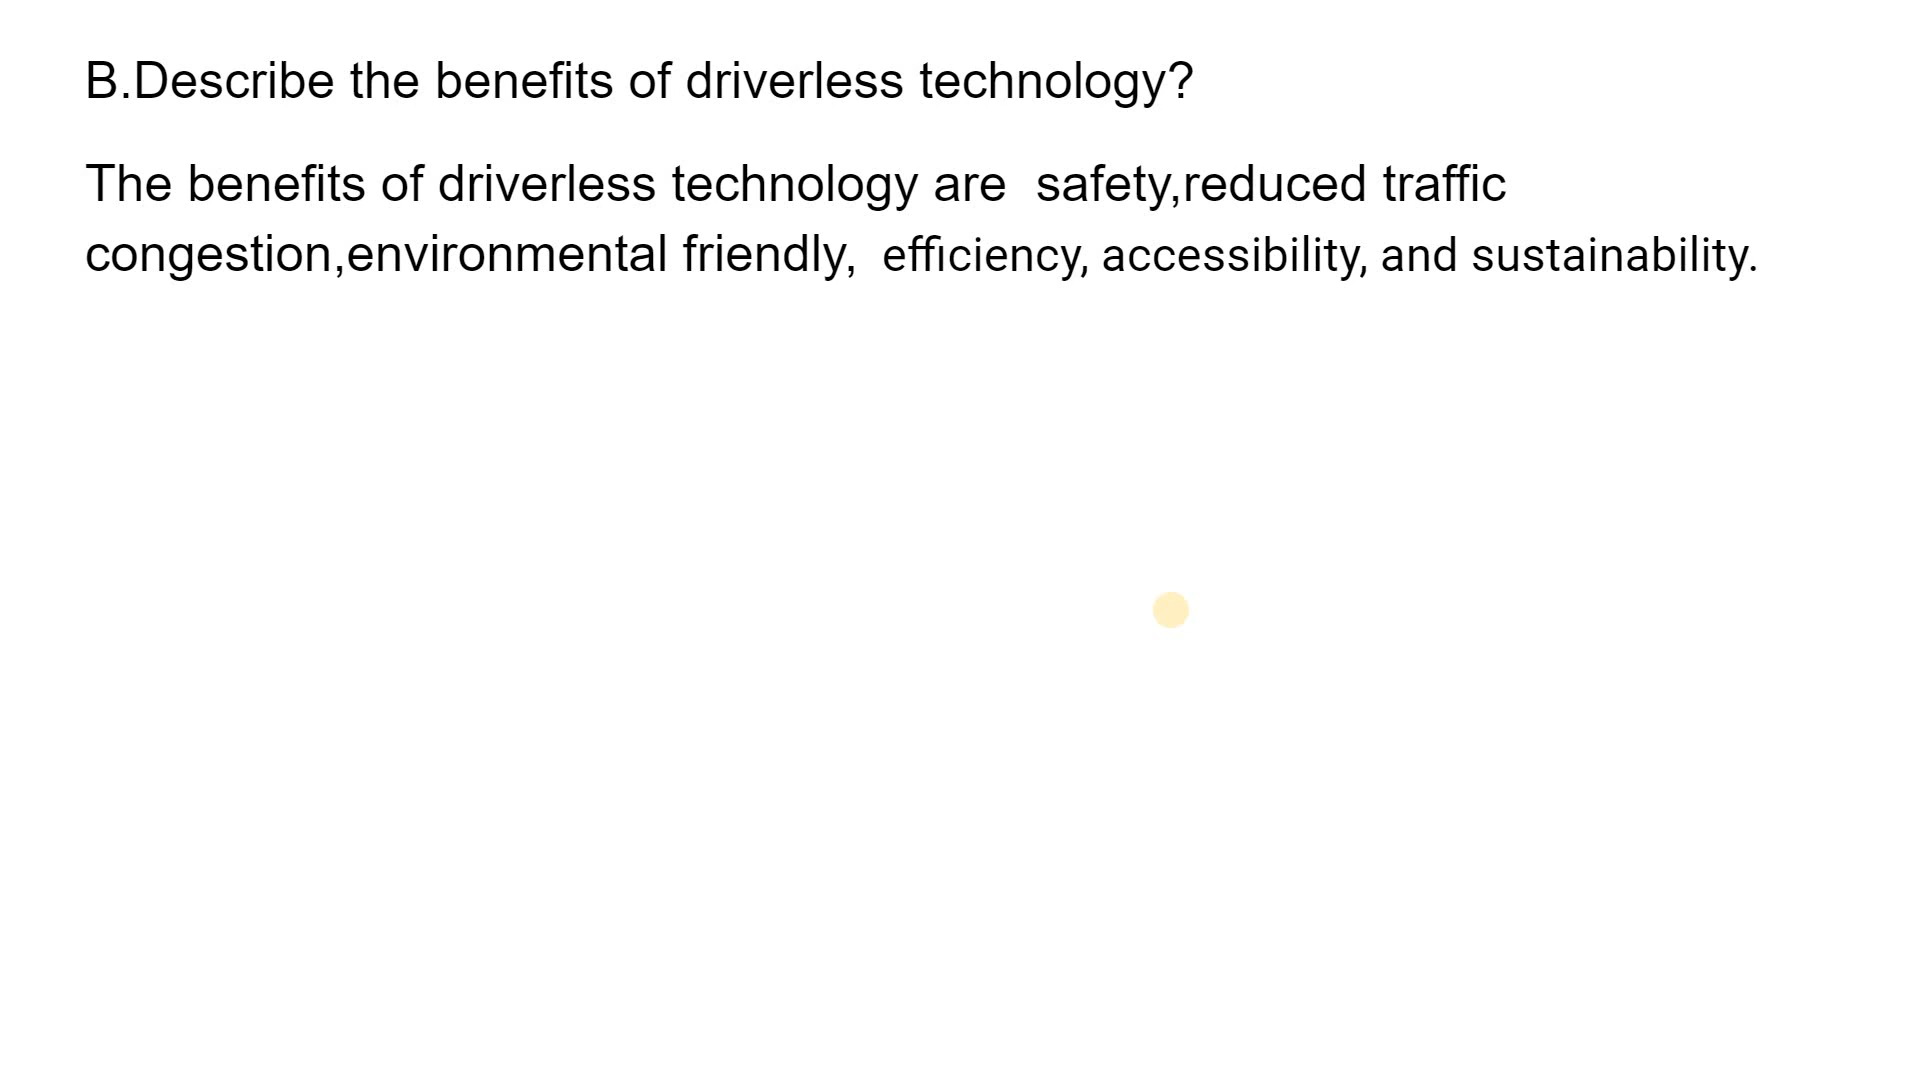 B.Describe the benefits of driverless technology?
The benefits of driverless technology are  safety,reduced traffic
congestion,environmental friendly,  efficiency, accessibility, and sustainability.